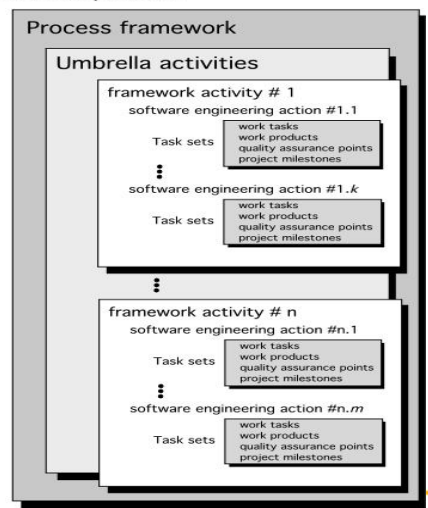 Process framework
Umbrella activities
framework activity # 1
software engineering action #1.1
Task sets
work tasks
work products
quality assurance points
project milestones
software engineering action #1.k
Task sets
work tasks
work products
quality assurance points
project milestones
framework activity # n
software engineering action #n.1
Task sets
work tasks
work products
quality assurance points
project milestones
software engineering action #n.m
Task sets
work tasks
work products
quality assurance points
project milestones